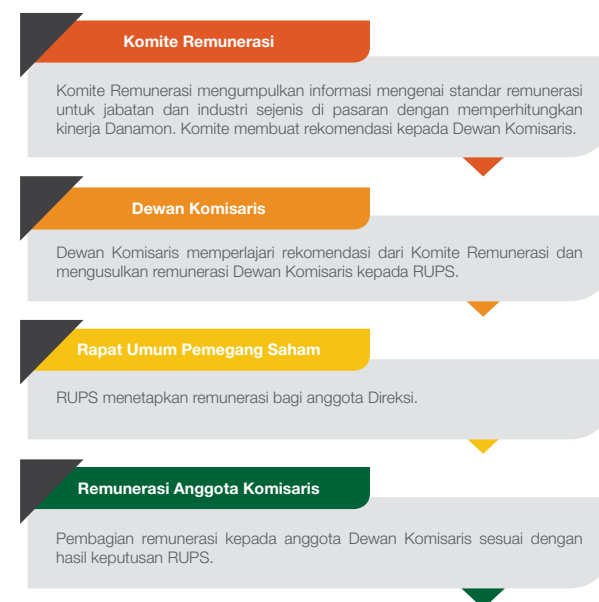 Komite Remunerasi
Komite Remunerasi mengumpulkan informasi mengenai standar remunerasi
untuk jabatan dan industri sejenis di pasaran dengan memperhitungkan
kinerja Danamon. Komite membuat rekomendasi kepada Dewan Komisaris.
Dewan Komisaris
Dewan Komisaris memperlajari rekomendasi dari Komite Remunerasi dan
mengusulkan remunerasi Dewan Komisaris kepada RUPS.
Rapat Umum Pemegang Saham
RUPS menetapkan remunerasi bagi anggota Direksi.
Remunerasi Anggota Komisaris
Pembagian remunerasi kepada anggota Dewan Komisaris sesuai dengan
hasil keputusan RUPS.